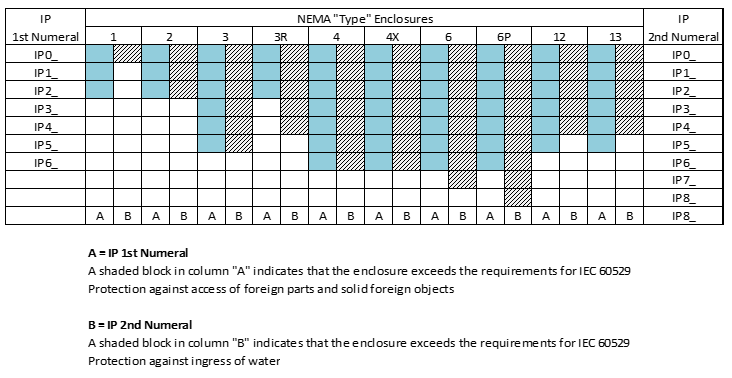 IP NEMA "Type" Enclosures IP
1st Numeral 1 2 3 3R 4 4X 6 6P 12 13 2nd Numeral
IP0_ IP0_
IP1_ IP1_
IP2_ IP2_
IP3_ IP3_
IP4_ IP4_
IP5_ IP5_
IP6_ IP6_
IP7_
IP8_
A B A B A B A B A B A B A B A B A B A B IP8_
A = IP 1st Numeral
A shaded block in column "A" indicates that the enclosure exceeds the requirements for IEC 60529
Protection against access of foreign parts and solid foreign objects
B = IP 2nd Numeral
A shaded block in column "B" indicates that the enclosure exceeds the requirements for IEC 60529
Protection against ingress of water